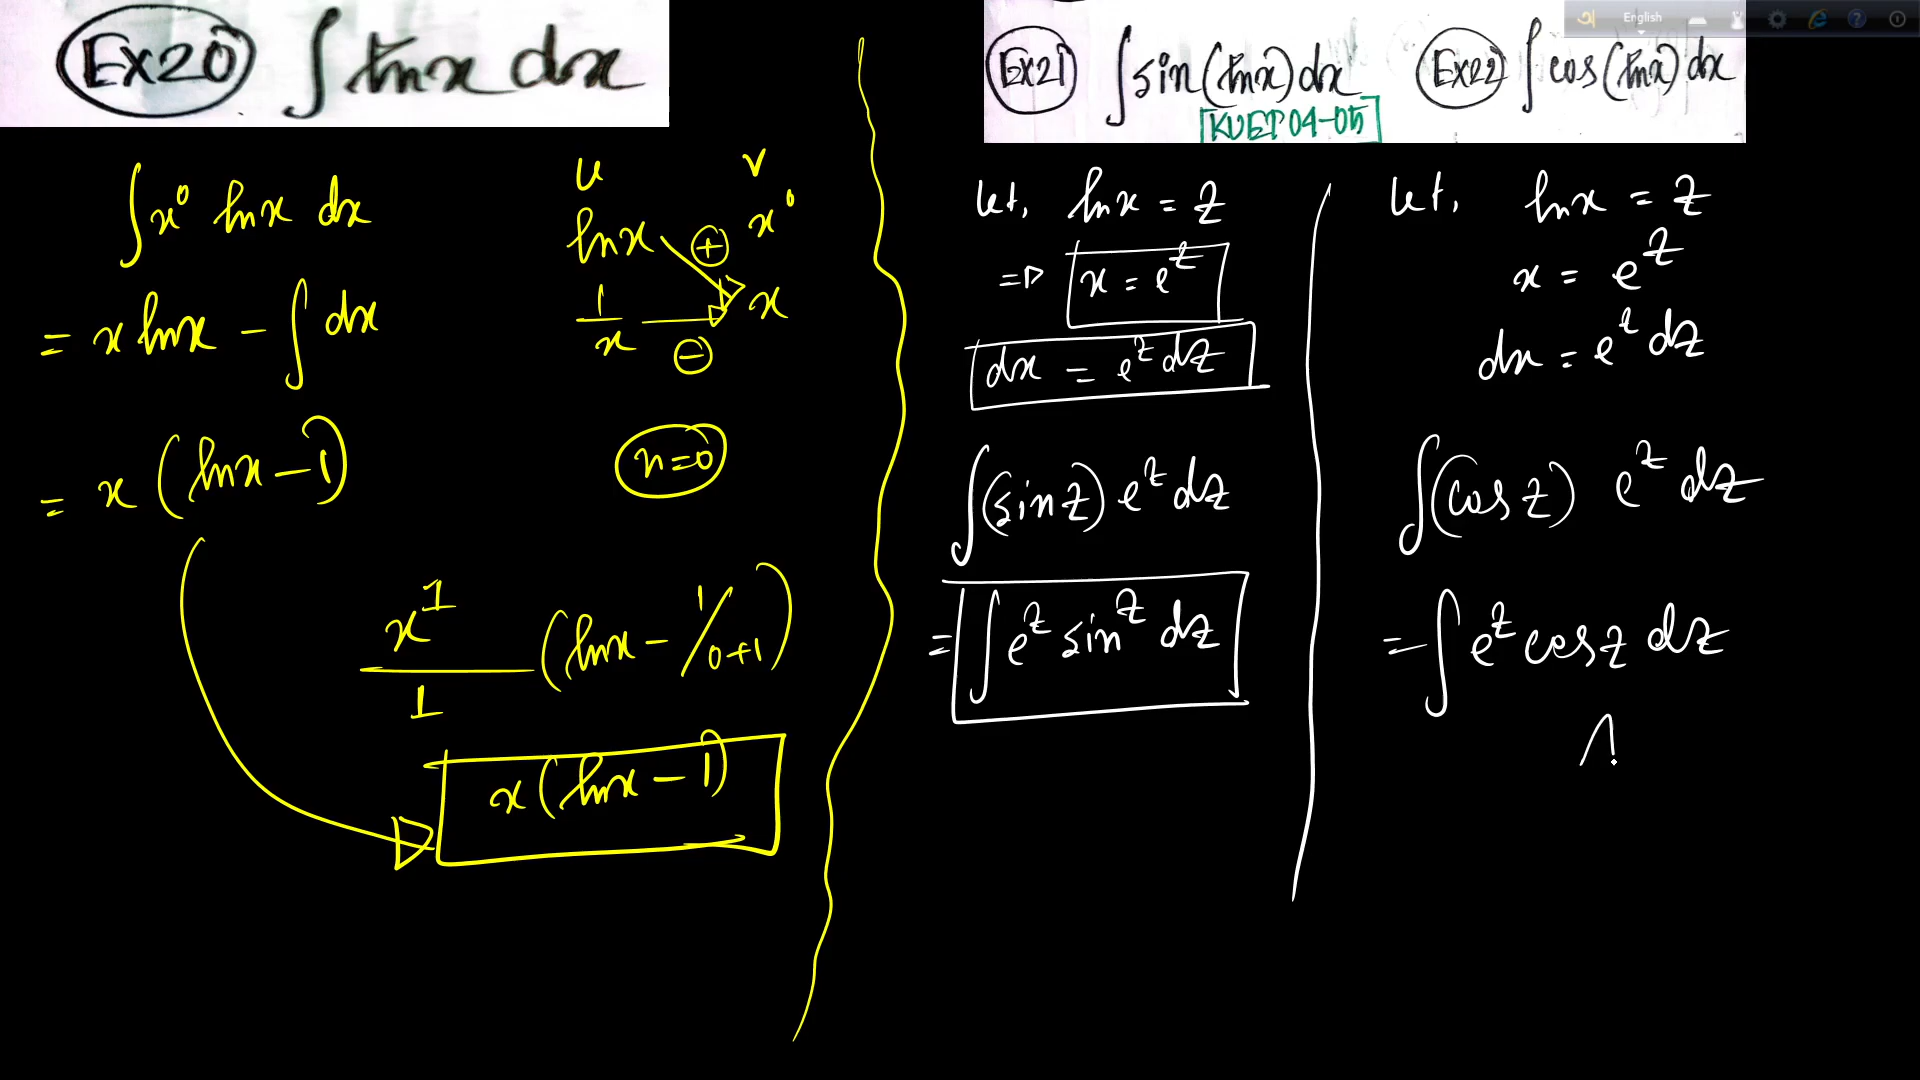 Ex20 ∫ lnx dx
∫x⁰ lnx dx
u v
lnx ⊕ x⁰
1/x ⊖ x
= x lnx - ∫dx
= x (lnx - 1)
n=0
x¹/1 (lnx - 1/0+1)
x (lnx - 1)
Ex21 ∫sin(lnx)dx
[KUET 04-05]
let, lnx = z
⇒ x = e^z
dx = e^z dz
∫(sin z) e^z dz
= ∫ e^z sin^z dz
English
Ex22 ∫cos(lnx)dx
let, lnx = z
x = e^z
dx = e^z dz
∫(cos z) e^z dz
= ∫ e^z cosz dz